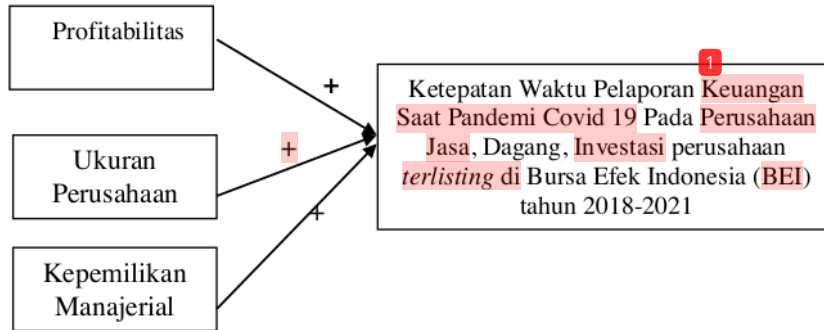 Profitabilitas
+
Ukuran
Perusahaan
+
Kepemilikan
Manajerial
+
1
Ketepatan Waktu Pelaporan Keuangan
Saat Pandemi Covid 19 Pada Perusahaan
Jasa, Dagang, Investasi perusahaan
terlisting di Bursa Efek Indonesia (BEI)
tahun 2018-2021